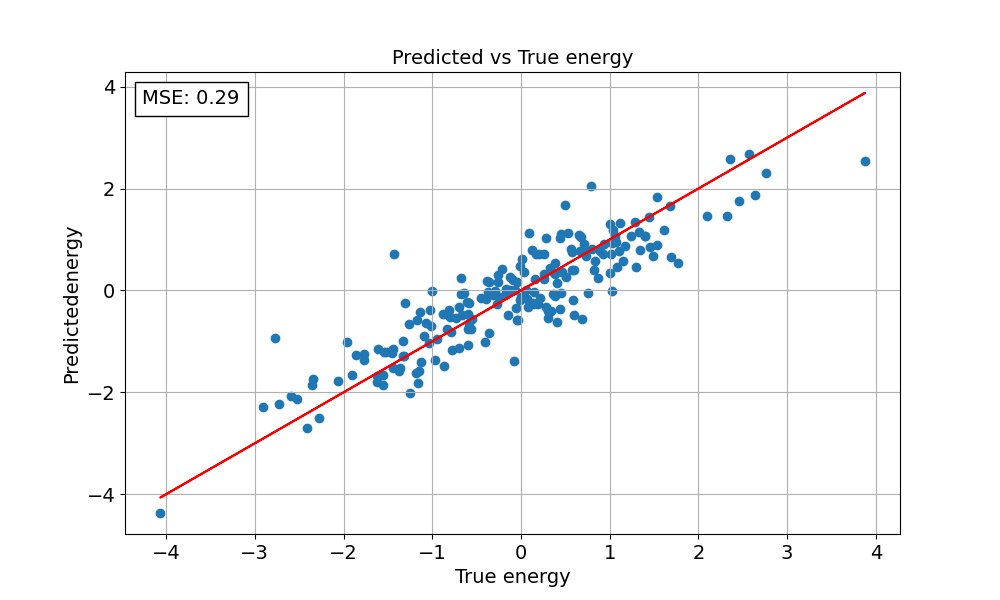 Predicted vs True energy
MSE: 0.29
4
2
0
−2
−4
Predictedenergy
−4 −3 −2 −1 0 1 2 3 4
True energy